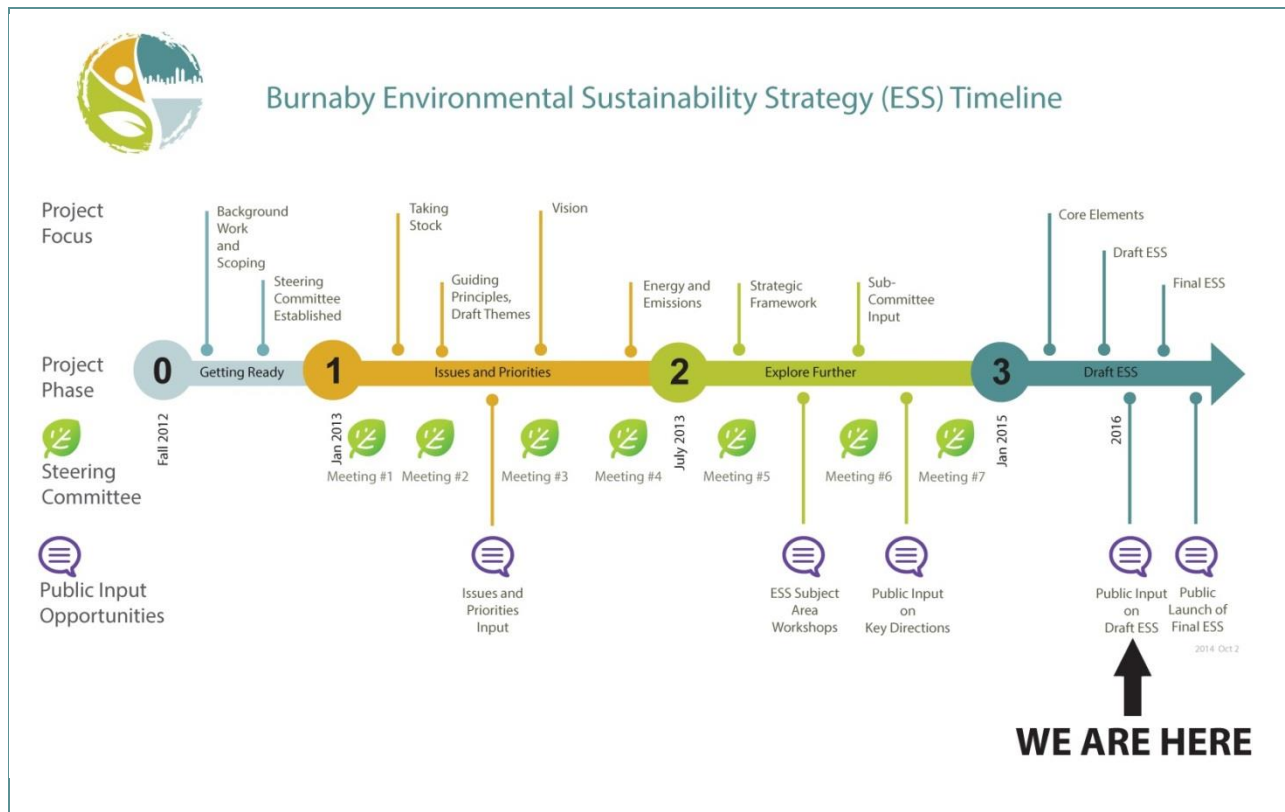 Burnaby Environmental Sustainability Strategy (ESS) Timeline
Project
Focus
Background
Work
and
Scoping
Steering
Committee
Established
Taking
Stock
Guiding
Principles,
Draft Themes
Vision
Energy and
Emissions
Strategic
Framework
Sub-
Committee
Input
Core Elements
Draft ESS
Final ESS
Project
Phase
0
Getting Ready
1
Issues and Priorities
2
Explore Further
3
Draft ESS
Fall 2012
Jan 2013
July 2013
Jan 2015
2016
Steering
Committee
Meeting #1
Meeting #2
Meeting #3
Meeting #4
Meeting #5
Meeting #6
Meeting #7
Public Input
Opportunities
Issues and
Priorities
Input
ESS Subject
Area
Workshops
Public Input
on
Key Directions
Public Input
on
Draft ESS
Public
Launch of
Final ESS
2014 Oct 2
WE ARE HERE